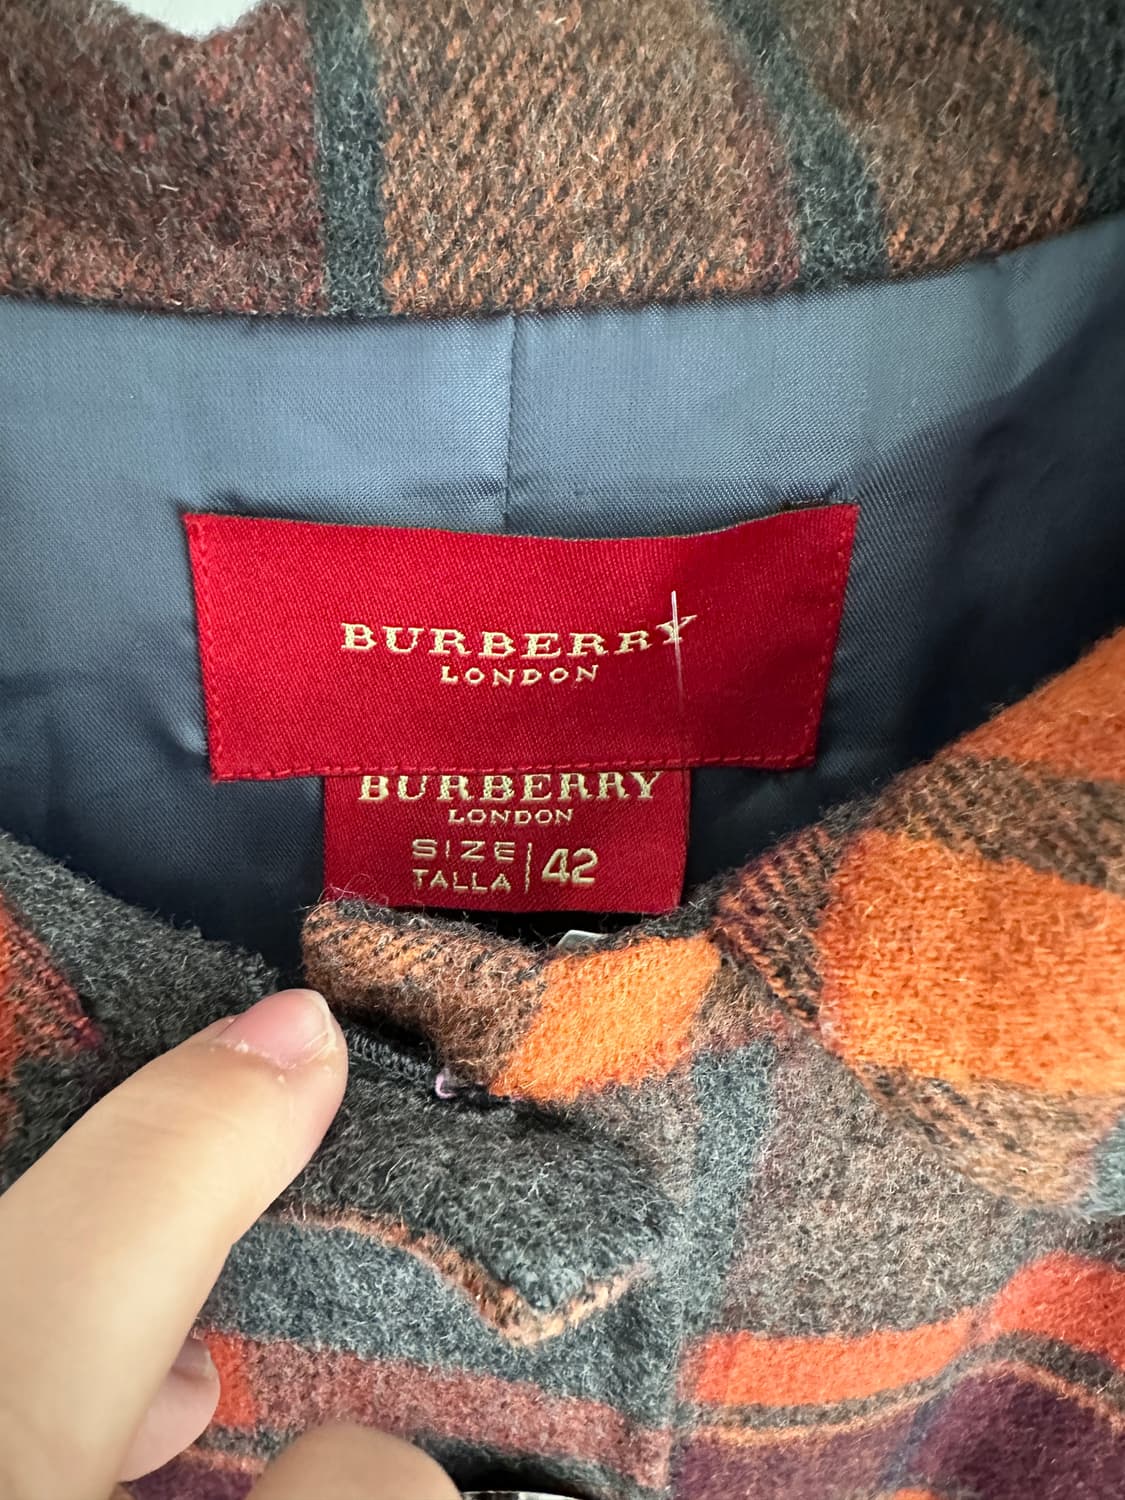 BURBERRY
LONDON
BURBERRY
LONDON
SIZE
TALLA
42